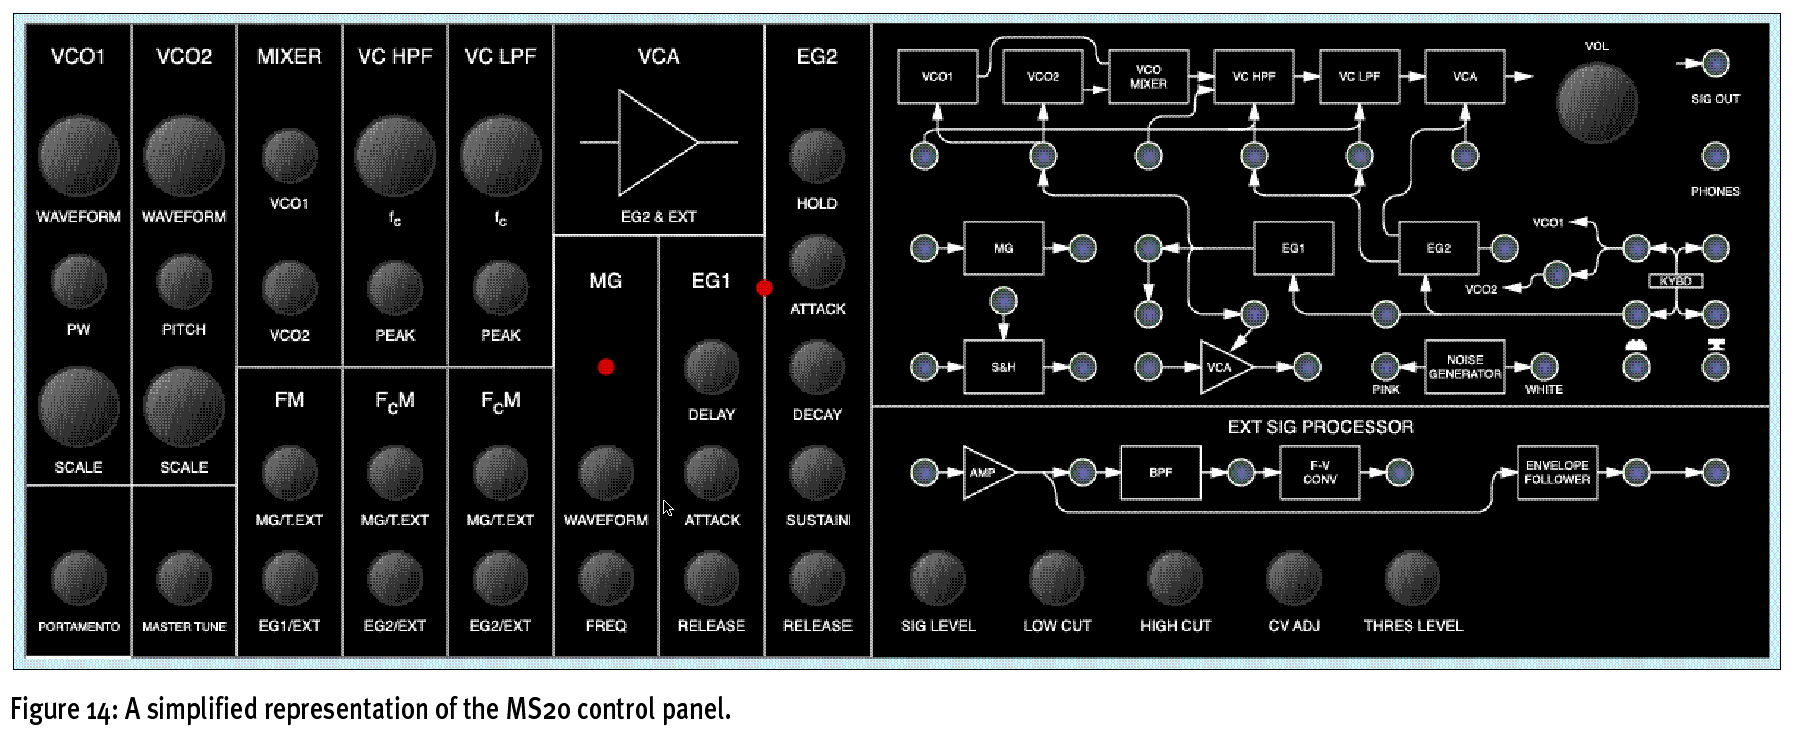 VCO1
VCO2
MIXER
VC HPF
VC LPF
VCA
EG2
WAVEFORM
WAVEFORM
VCO1
fc
fc
EG2 & EXT
HOLD
MG
EG1
PW
PITCH
VCO2
PEAK
PEAK
ATTACK
FM
FcM
FcM
DELAY
DECAY
SCALE
SCALE
MG/T.EXT
MG/T.EXT
MG/T.EXT
WAVEFORM
ATTACK
SUSTAINI
PORTAMENTO
MASTER TUNE
EG1/EXT
EG2/EXT
EG2/EXT
FREQ
RELEASE
RELEASE
VCO1
VCO2
VCO
MIXER
VC HPF
VC LPF
VCA
VOL
SIG OUT
PHONES
MG
EG1
EG2
VCO1
VCO2
KYBD
S&H
VCA
PINK
NOISE
GENERATOR
WHITE
EXT SIG PROCESSOR
AMP
BPF
F-V
CONV
ENVELOPE
FOLLOWER
SIG LEVEL
LOW CUT
HIGH CUT
CV ADJ
THRES LEVEL
Figure 14: A simplified representation of the MS20 control panel.